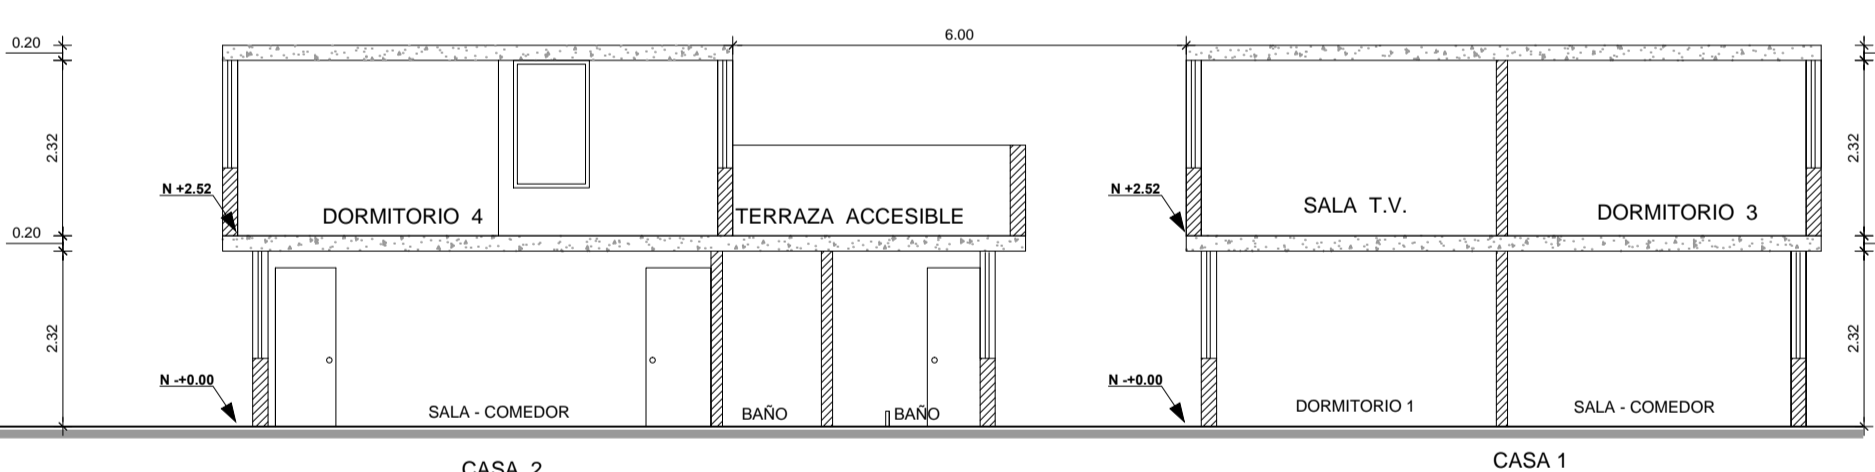 6.00
0.20
2.32
2.32
N +2.52
N +2.52
DORMITORIO 4
TERRAZA ACCESIBLE
SALA T.V.
DORMITORIO 3
0.20
2.32
2.32
N -+0.00
N -+0.00
SALA - COMEDOR
BAÑO
BAÑO
DORMITORIO 1
SALA - COMEDOR
CASA 2
CASA 1